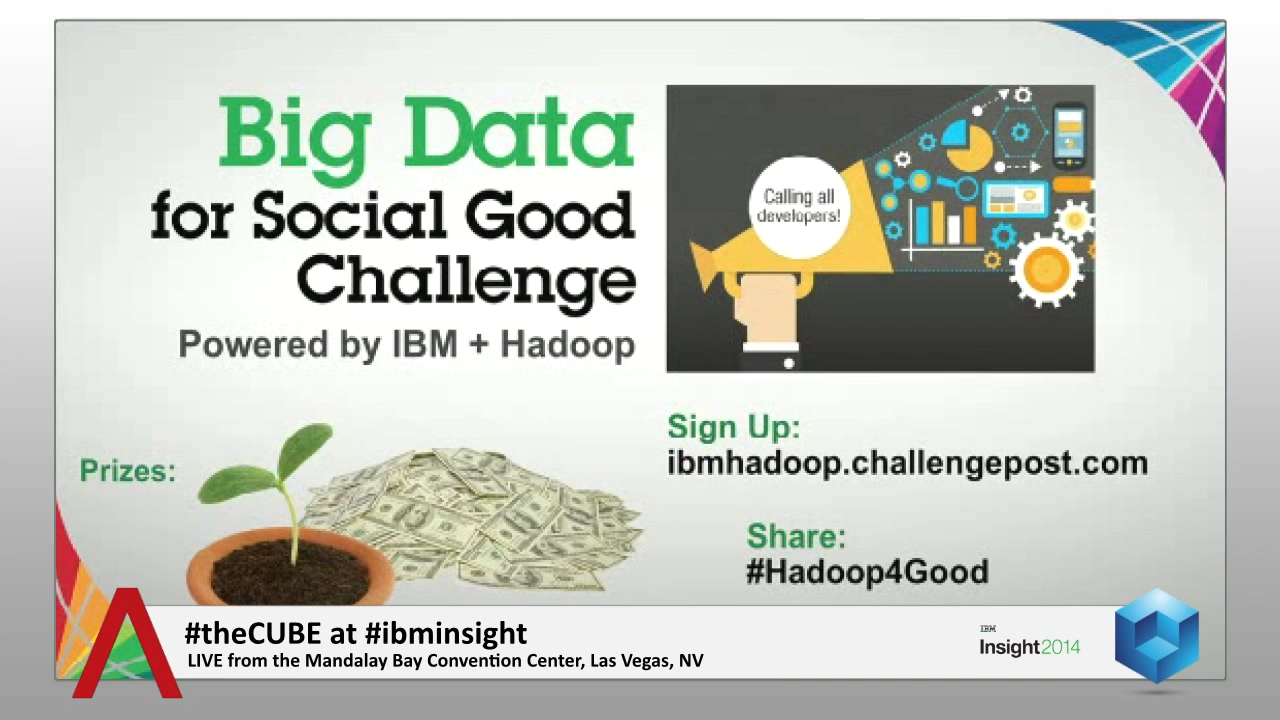 Big Data
for Social Good
Challenge
Powered by IBM + Hadoop
Calling all
developers!
Prizes:
Sign Up:
ibmhadoop.challengepost.com
Share:
#Hadoop4Good
#theCUBE at #ibminsight
LIVE from the Mandalay Bay Convention Center, Las Vegas, NV
IBM
Insight2014